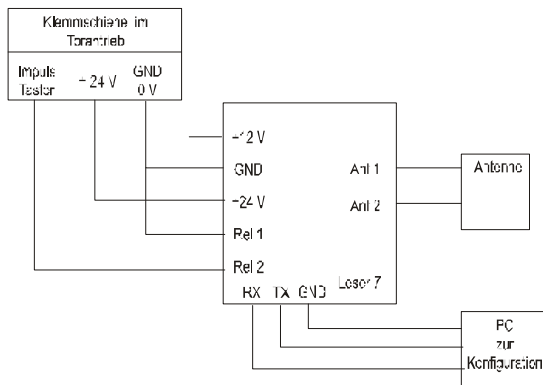 Klemmschiene im
Torantrieb
Impuls
Taster
+ 24 V
GND
0 V
+12 V
GND
+24 V
Rel 1
Rel 2
Ant 1
Ant 2
Leser 7
RX TX GND
Antenne
PC
zur
Konfiguration